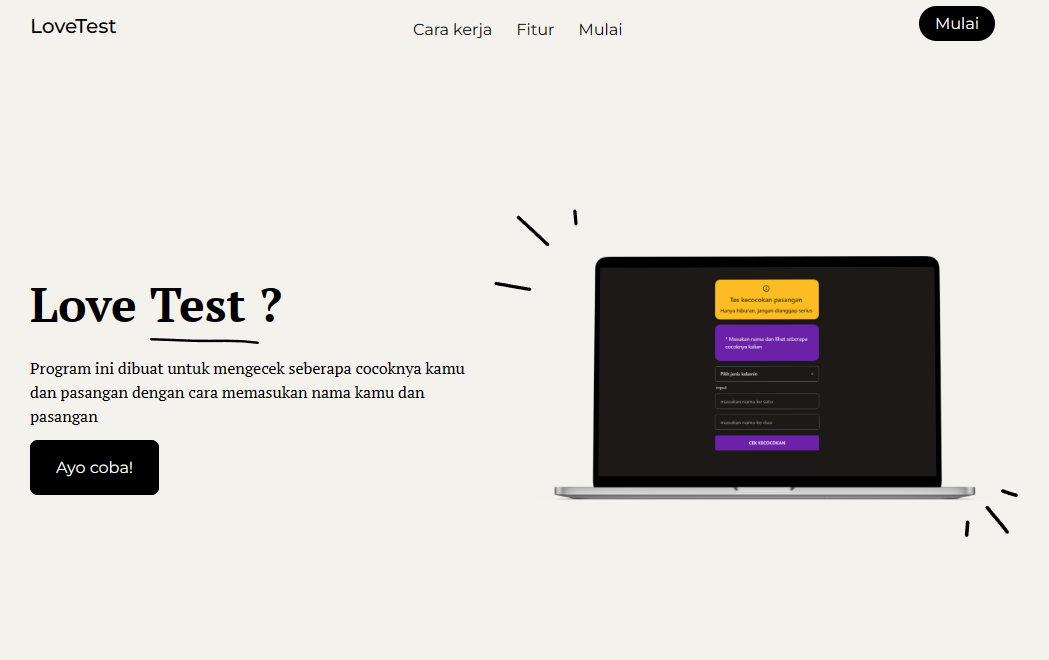 LoveTest
Cara kerja Fitur Mulai
Mulai
Love Test ?
Program ini dibuat untuk mengecek seberapa cocoknya kamu
dan pasangan dengan cara memasukan nama kamu dan
pasangan
Ayo coba!
Tes kecocokan pasangan
Hanya hiburan, jangan dianggap serius
* Masukan nama dan lihat seberapa
cocoknya kalian
Pilih jenis kelamin
input
masukan nama ke satu
masukan nama ke dua
CEK KECOCOKAN